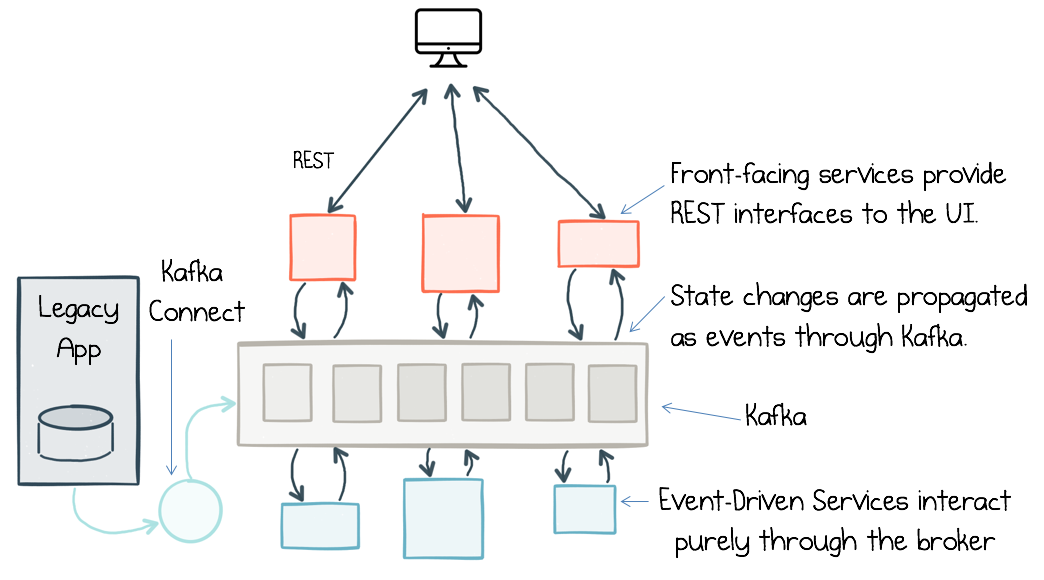 REST
Front-facing services provide
REST interfaces to the UI.
Kafka
Connect
Legacy
App
State changes are propagated
as events through Kafka.
Kafka
Event-Driven Services interact
purely through the broker